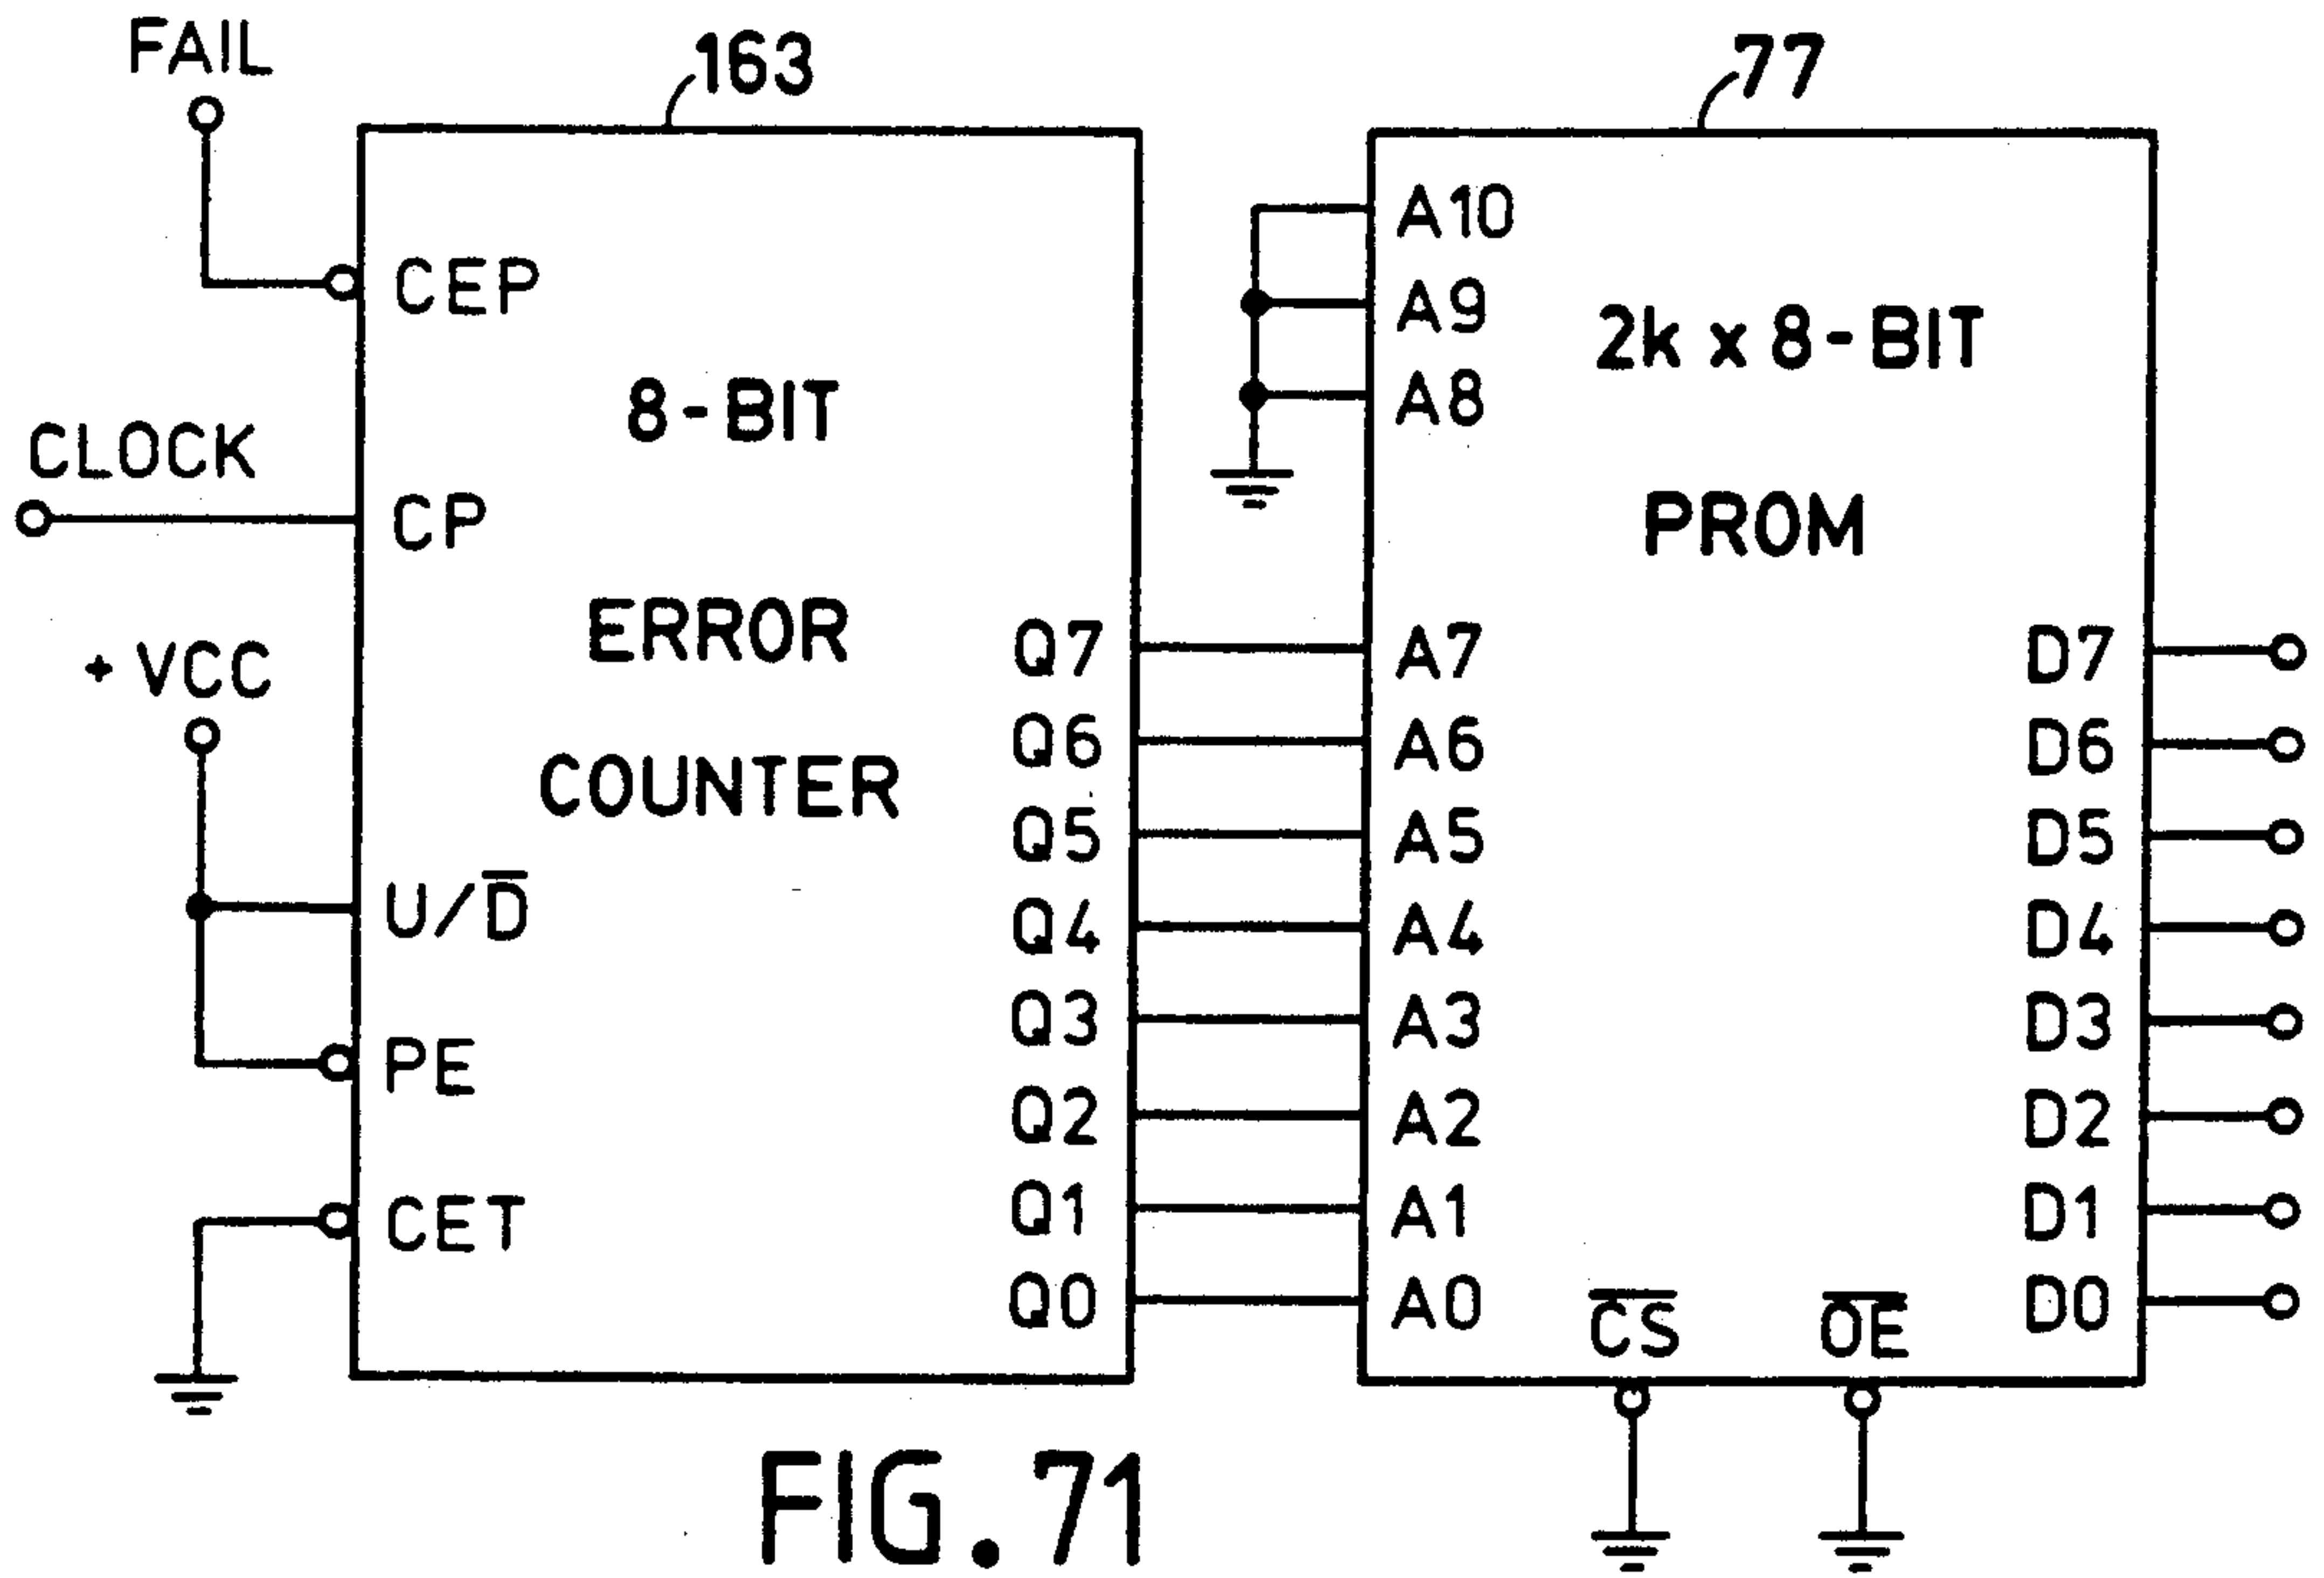 FAIL
163
77
CEP
CLOCK
CP
+VCC
U/D̅
PE
CET
8-BIT
ERROR
COUNTER
Q7
Q6
Q5
Q4
Q3
Q2
Q1
Q0
A10
A9
A8
A7
A6
A5
A4
A3
A2
A1
A0
2k x 8-BIT
PROM
D7
D6
D5
D4
D3
D2
D1
D0
C̅S̅
O̅E̅
FIG. 71